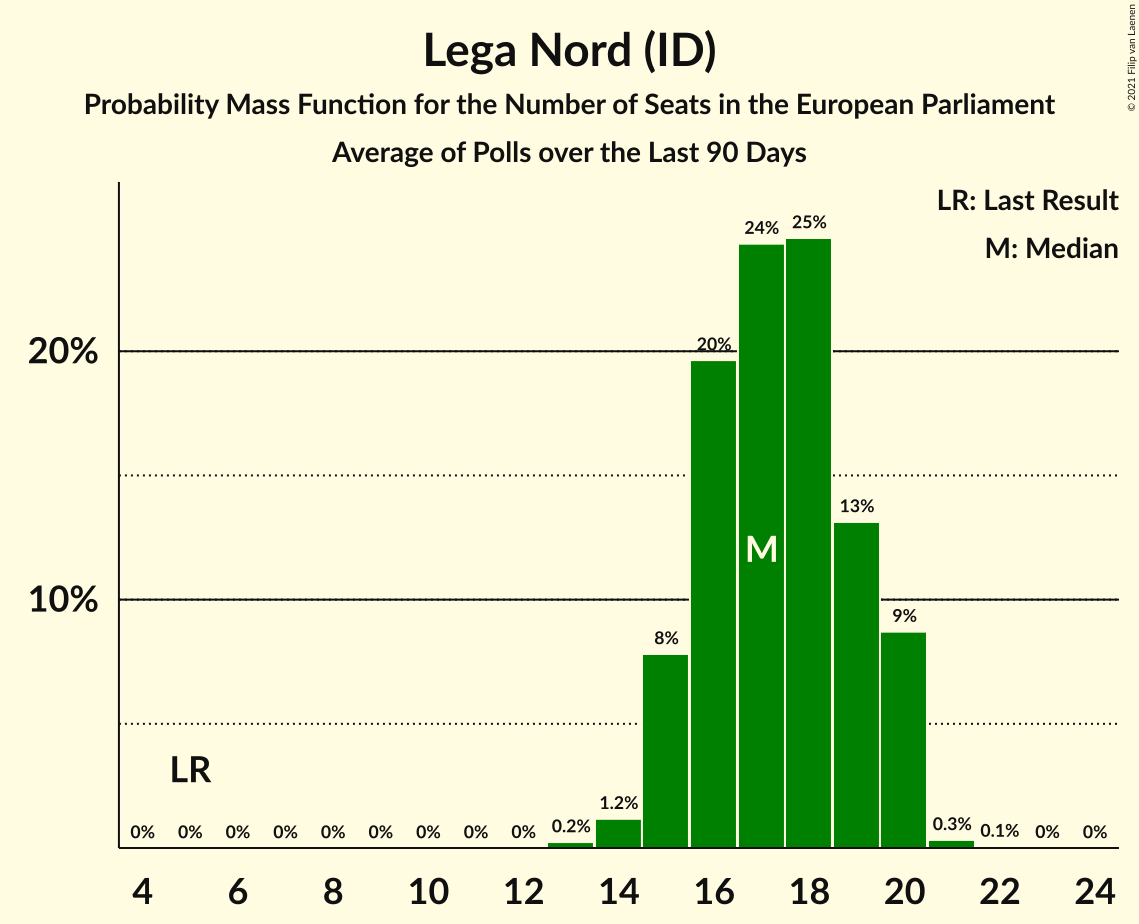 Lega Nord (ID)
Probability Mass Function for the Number of Seats in the European Parliament
Average of Polls over the Last 90 Days
© 2021 Filip van Laenen
LR: Last Result
M: Median
20%
10%
0% 0% 0% 0% 0% 0% 0% 0% 0% 0.2% 1.2% 8% 20% 24% 25% 13% 9% 0.3% 0.1% 0% 0%
LR
M
4 6 8 10 12 14 16 18 20 22 24